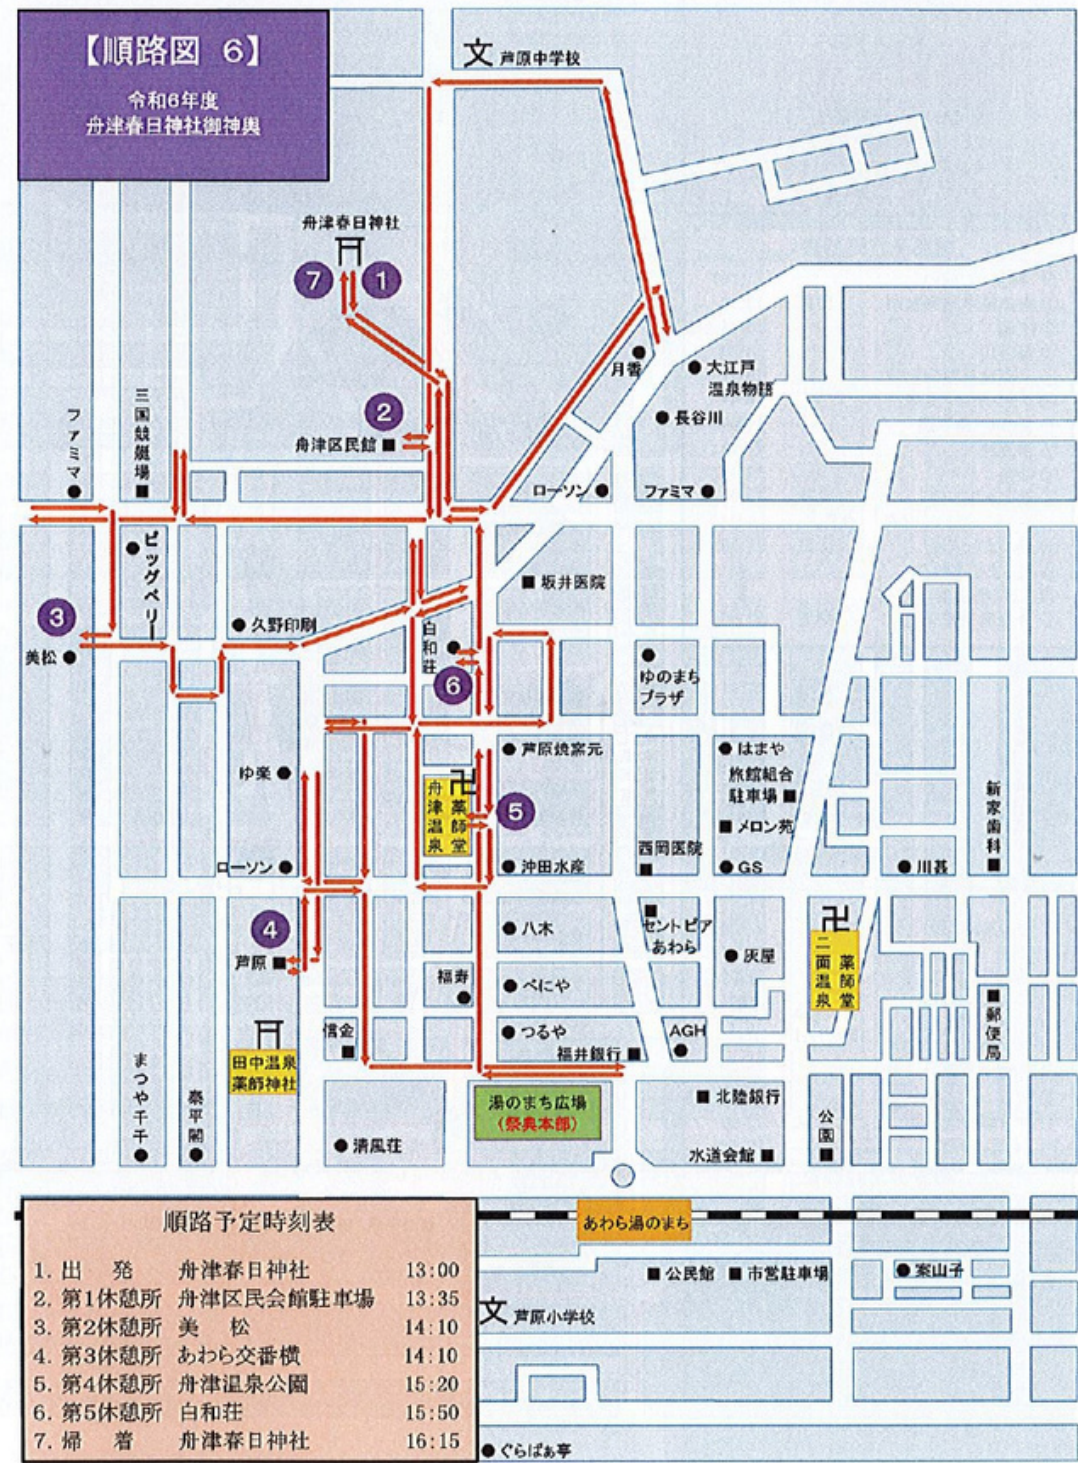 【順路図 6】
令和6年度
舟津春日神社御神輿
文 芦原中学校
舟津春日神社
7
1
月香
大江戸
温泉物語
長谷川
2
舟津区民館
ファミマ
三国競艇場
ローソン
ファミマ
ビッグベリー
坂井医院
3
久野印刷
美松
白和荘
6
ゆのまち
プラザ
芦原焼窯元
はまや
旅館組合
駐車場
ゆ楽
舟津温泉
薬師堂
5
メロン苑
新家歯科
西岡医院
ローソン
沖田水産
GS
川甚
4
八木
セントピア
あわら
灰屋
二面温泉
薬師堂
芦原
福寿
べにや
郵便局
信金
つるや
福井銀行
AGH
田中温泉
薬師神社
まつや千千
泰平閣
湯のまち広場
(祭典本部)
北陸銀行
公園
清風荘
水道会館
あわら湯のまち
順路予定時刻表
1. 出 発 舟津春日神社 13:00
2. 第1休憩所 舟津区民会館駐車場 13:35
3. 第2休憩所 美 松 14:10
4. 第3休憩所 あわら交番横 14:10
5. 第4休憩所 舟津温泉公園 15:20
6. 第5休憩所 白和荘 15:50
7. 帰 着 舟津春日神社 16:15
公民館
市営駐車場
案山子
文 芦原小学校
ぐらばぁ亭